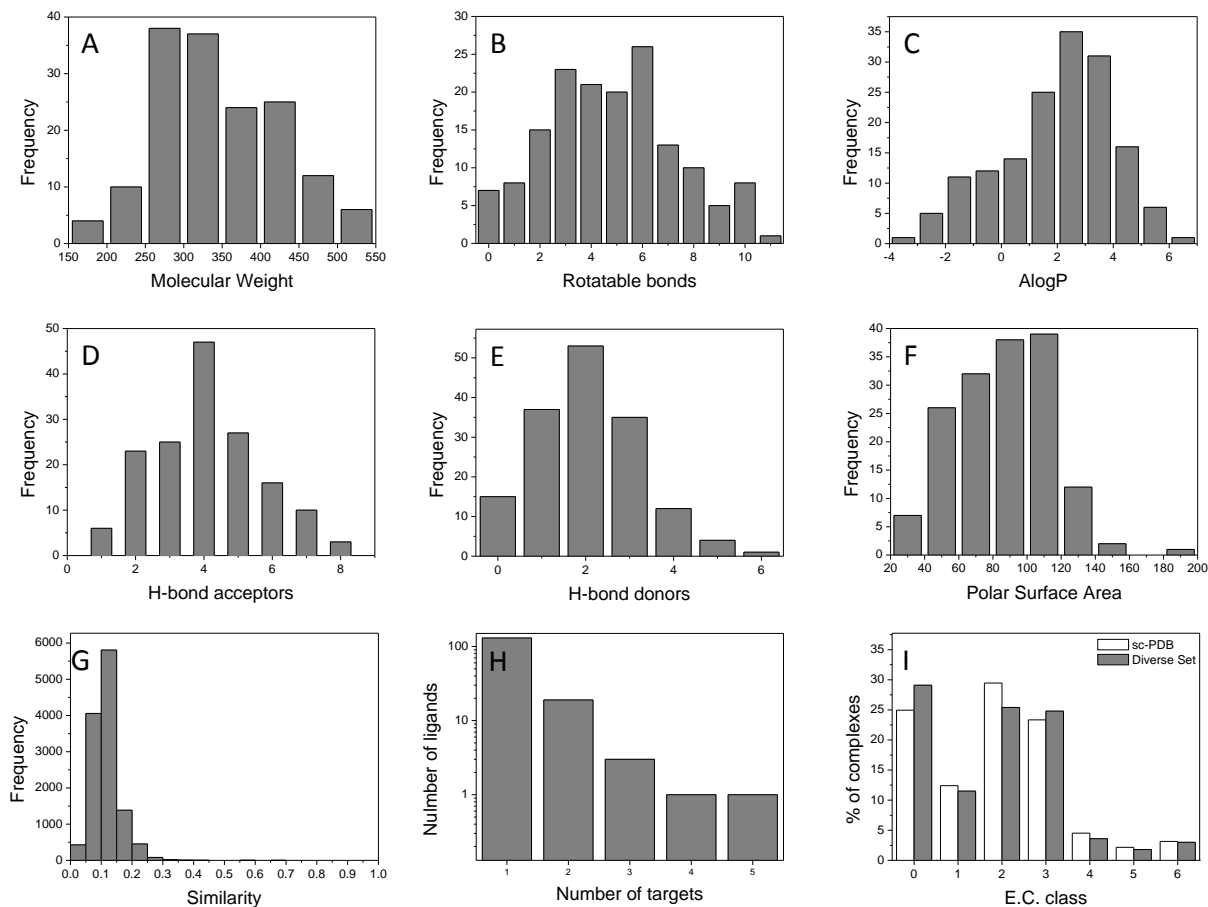 A
Frequency
40
30
20
10
0
150 200 250 300 350 400 450 500 550
Molecular Weight
B
Frequency
30
25
20
15
10
5
0
0 2 4 6 8 10
Rotatable bonds
C
Frequency
40
35
30
25
20
15
10
5
0
-4 -2 0 2 4 6
AlogP
D
Frequency
50
40
30
20
10
0
0 2 4 6 8
H-bond acceptors
E
Frequency
50
40
30
20
10
0
0 2 4 6
H-bond donors
F
Frequency
40
35
30
25
20
15
10
5
0
20 40 60 80 100 120 140 160 180 200
Polar Surface Area
G
Frequency
6000
5000
4000
3000
2000
1000
0
0.0 0.1 0.2 0.3 0.4 0.5 0.6 0.7 0.8 0.9 1.0
Similarity
H
Nulmber of ligands
100
10
1
1 2 3 4 5
Number of targets
I
sc-PDB
Diverse Set
% of complexes
35
30
25
20
15
10
5
0
0 1 2 3 4 5 6
E.C. class